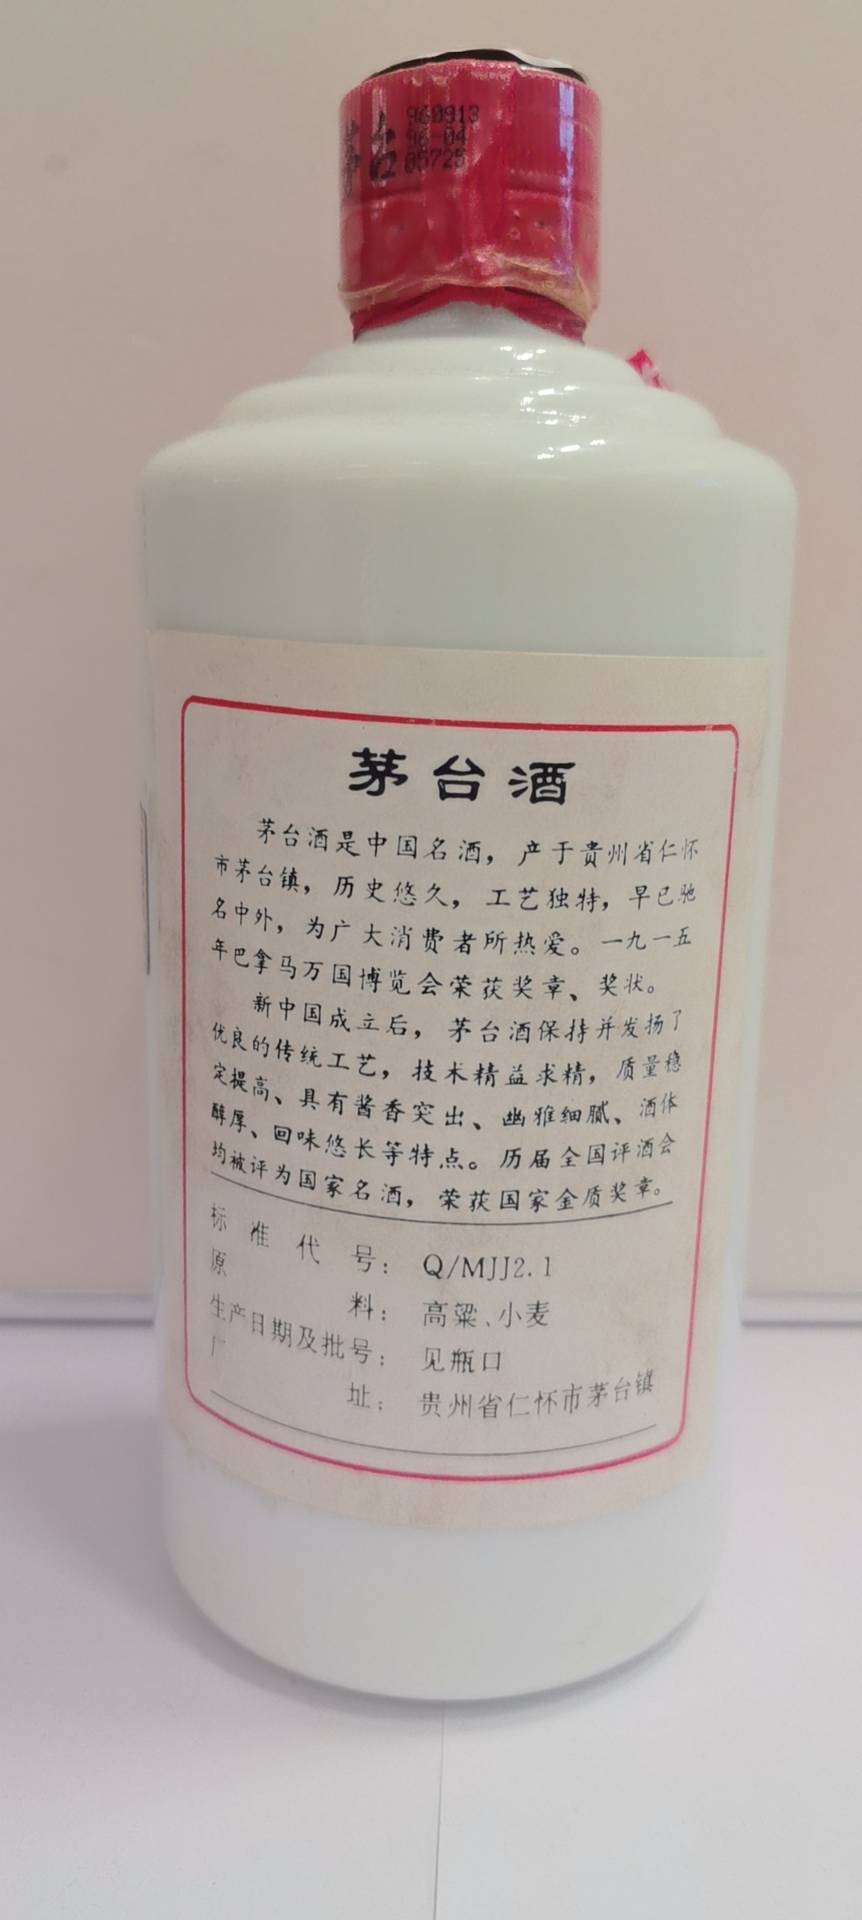 茅台
960913
96-04
05725
茅台酒
茅台酒是中国名酒，产于贵州省仁怀
市茅台镇，历史悠久，工艺独特，早已驰
名中外，为广大消费者所热爱。一九一五
年巴拿马万国博览会荣获奖章、奖状。
新中国成立后，茅台酒保持并发扬了
优良的传统工艺，技术精益求精，质量稳
定提高、具有酱香突出、幽雅细腻、酒体
醇厚、回味悠长等特点。历届全国评酒会
均被评为国家名酒，荣获国家金质奖章。
标准代号：Q/MJJ2.1
原料：高粱、小麦
生产日期及批号：见瓶口
厂址：贵州省仁怀市茅台镇